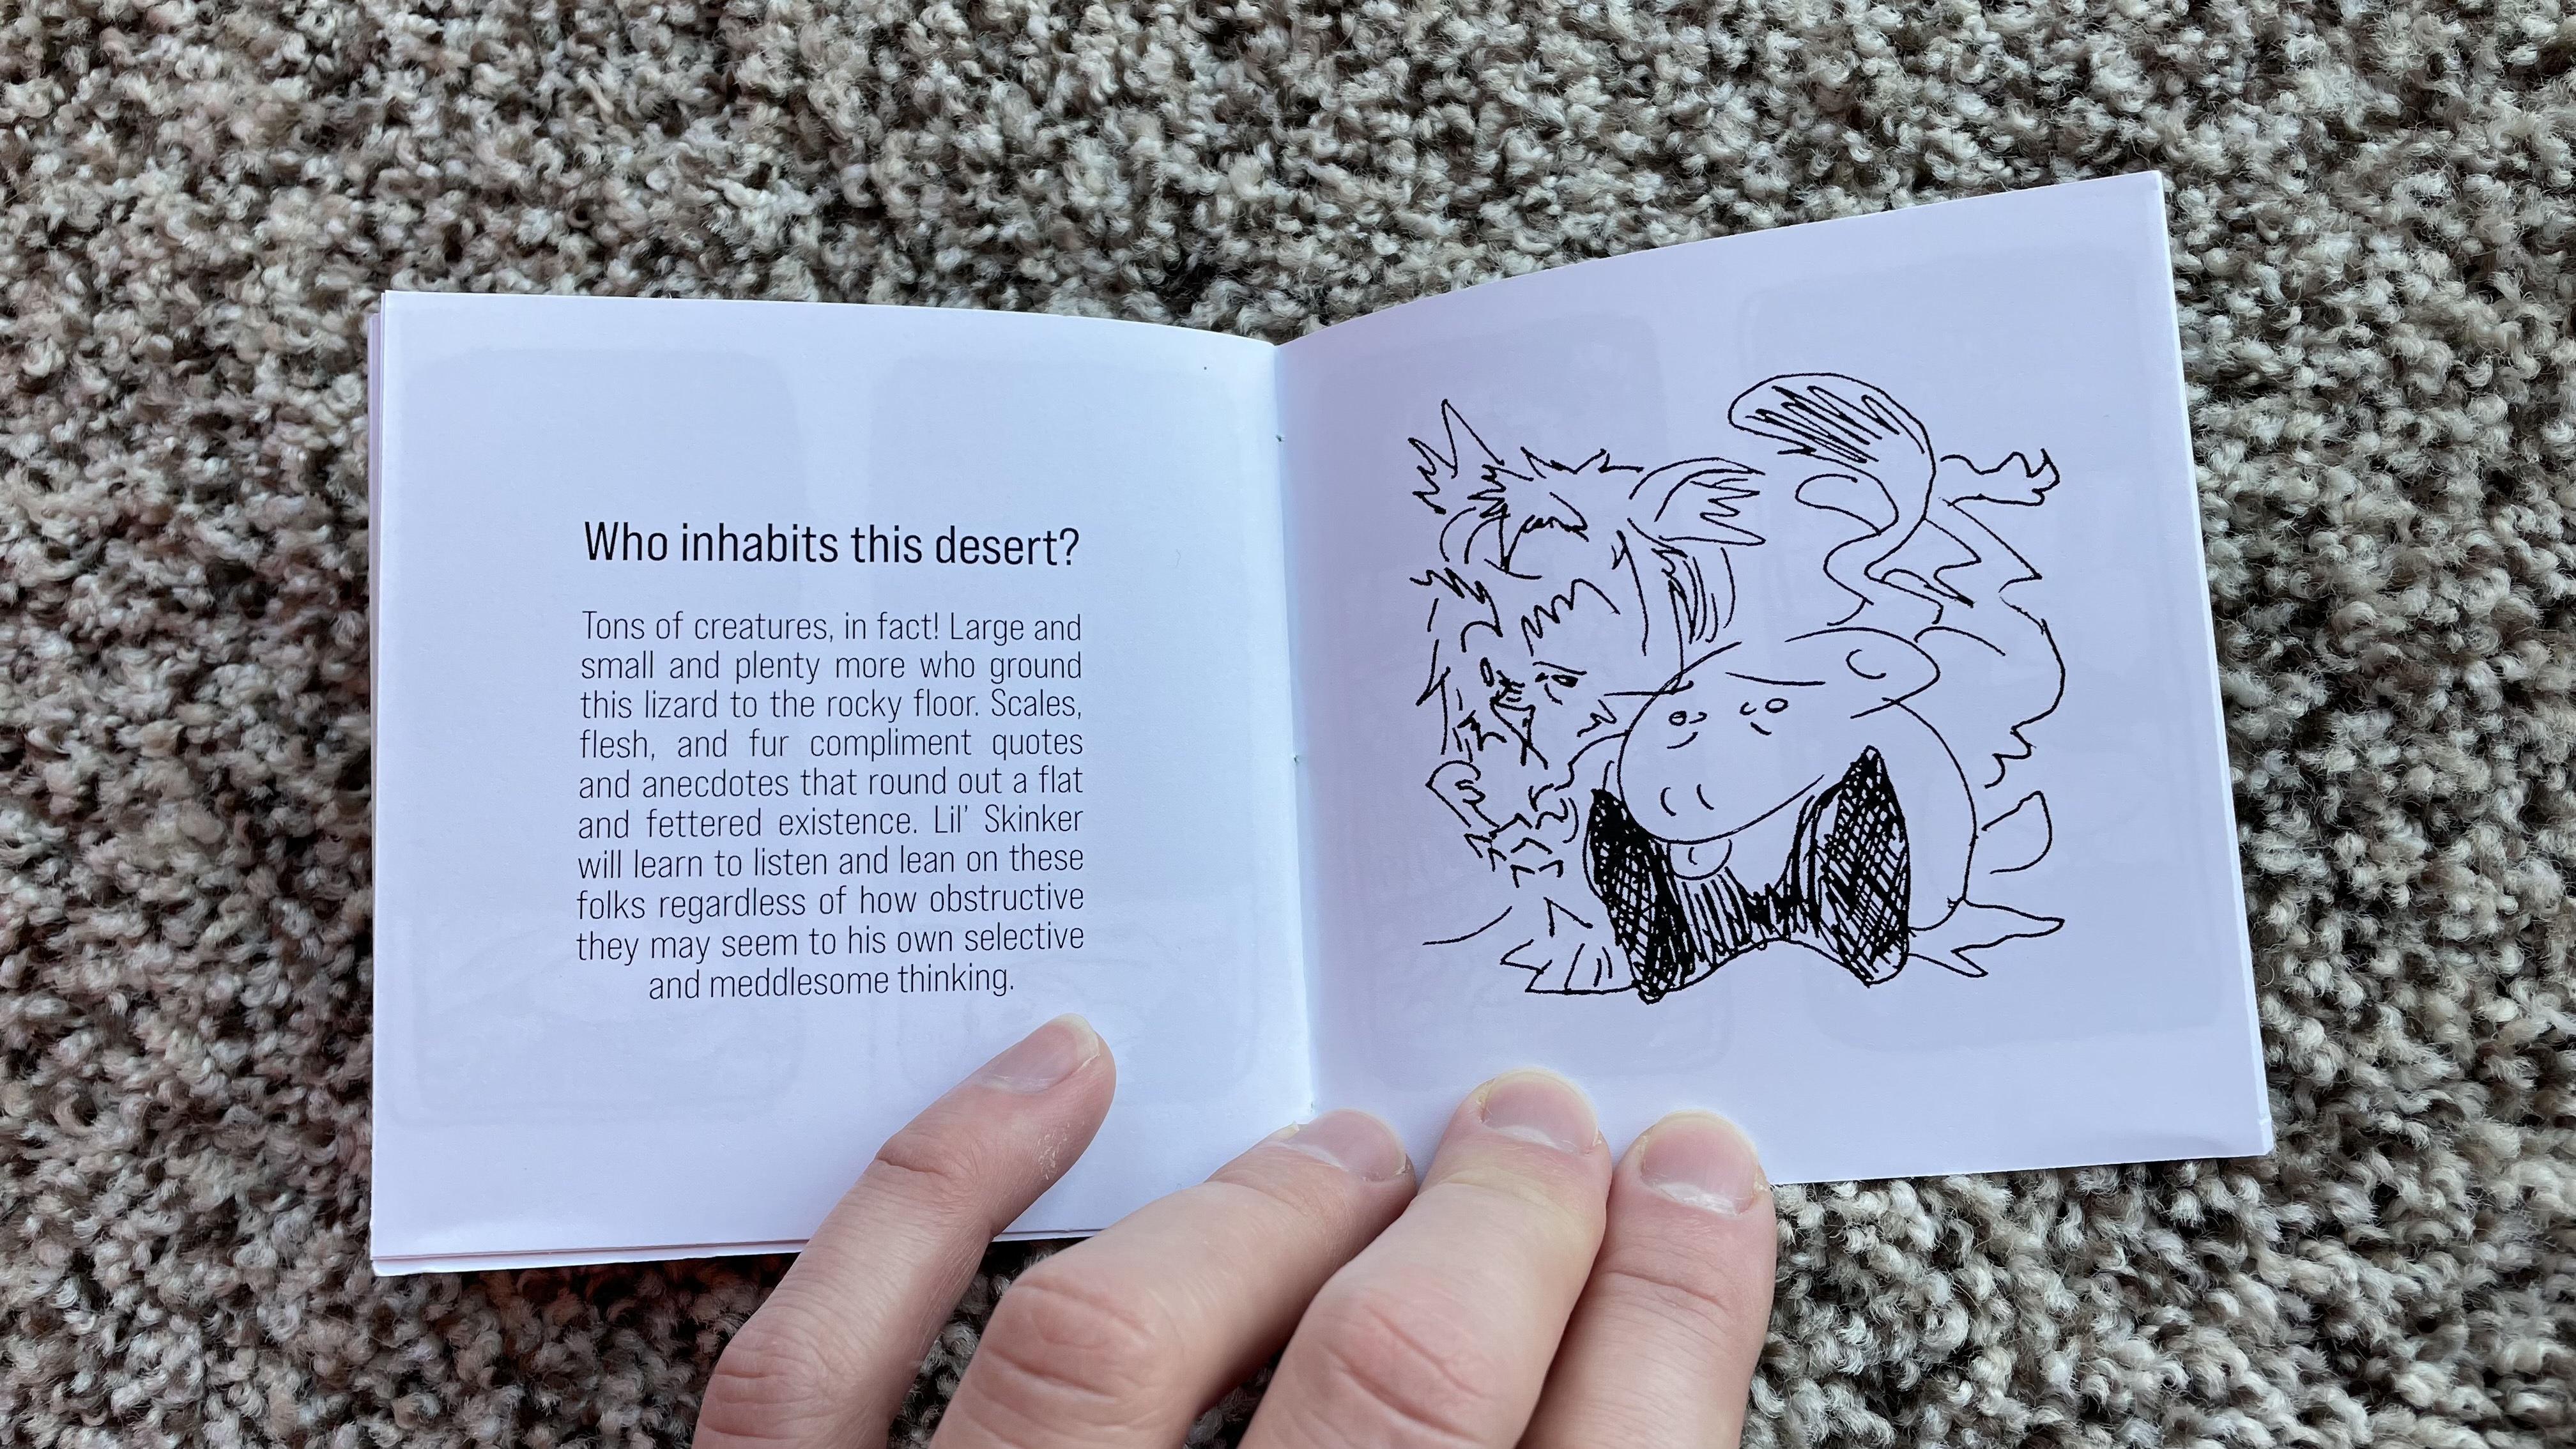 Who inhabits this desert?
Tons of creatures, in fact! Large and
small and plenty more who ground
this lizard to the rocky floor. Scales,
flesh, and fur compliment quotes
and anecdotes that round out a flat
and fettered existence. Lil’ Skinker
will learn to listen and lean on these
folks regardless of how obstructive
they may seem to his own selective
and meddlesome thinking.